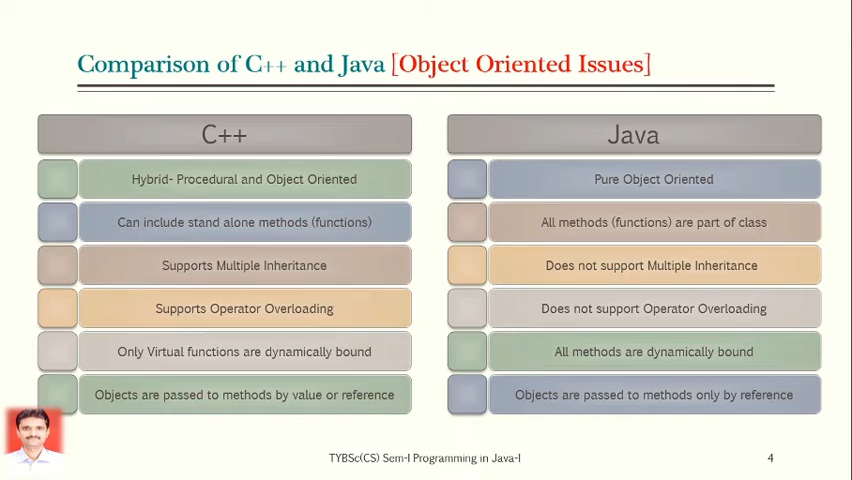 Comparison of C++ and Java [Object Oriented Issues]
C++
Hybrid- Procedural and Object Oriented
Can include stand alone methods (functions)
Supports Multiple Inheritance
Supports Operator Overloading
Only Virtual functions are dynamically bound
Objects are passed to methods by value or reference
Java
Pure Object Oriented
All methods (functions) are part of class
Does not support Multiple Inheritance
Does not support Operator Overloading
All methods are dynamically bound
Objects are passed to methods only by reference
TYBSc(CS) Sem-I Programming in Java-I
4